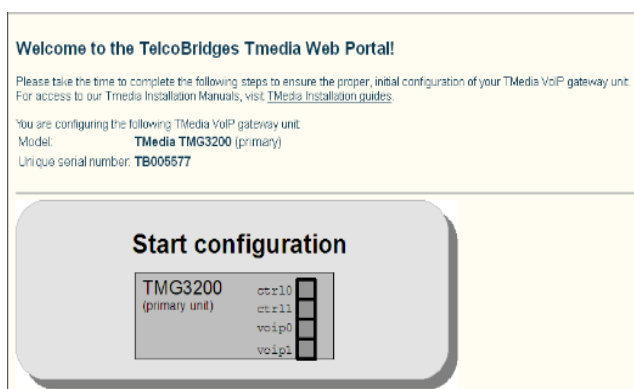 Welcome to the TelcoBridges Tmedia Web Portal!
Please take the time to complete the following steps to ensure the proper, initial configuration of your TMedia VoIP gateway unit.
For access to our Tmedia Installation Manuals, visit TMedia Installation guides.
You are configuring the following TMedia VoIP gateway unit:
Model: TMedia TMG3200 (primary)
Unique serial number: TB005577
Start configuration
TMG3200 ctrl0
(primary unit) ctrl1
voip0
voip1